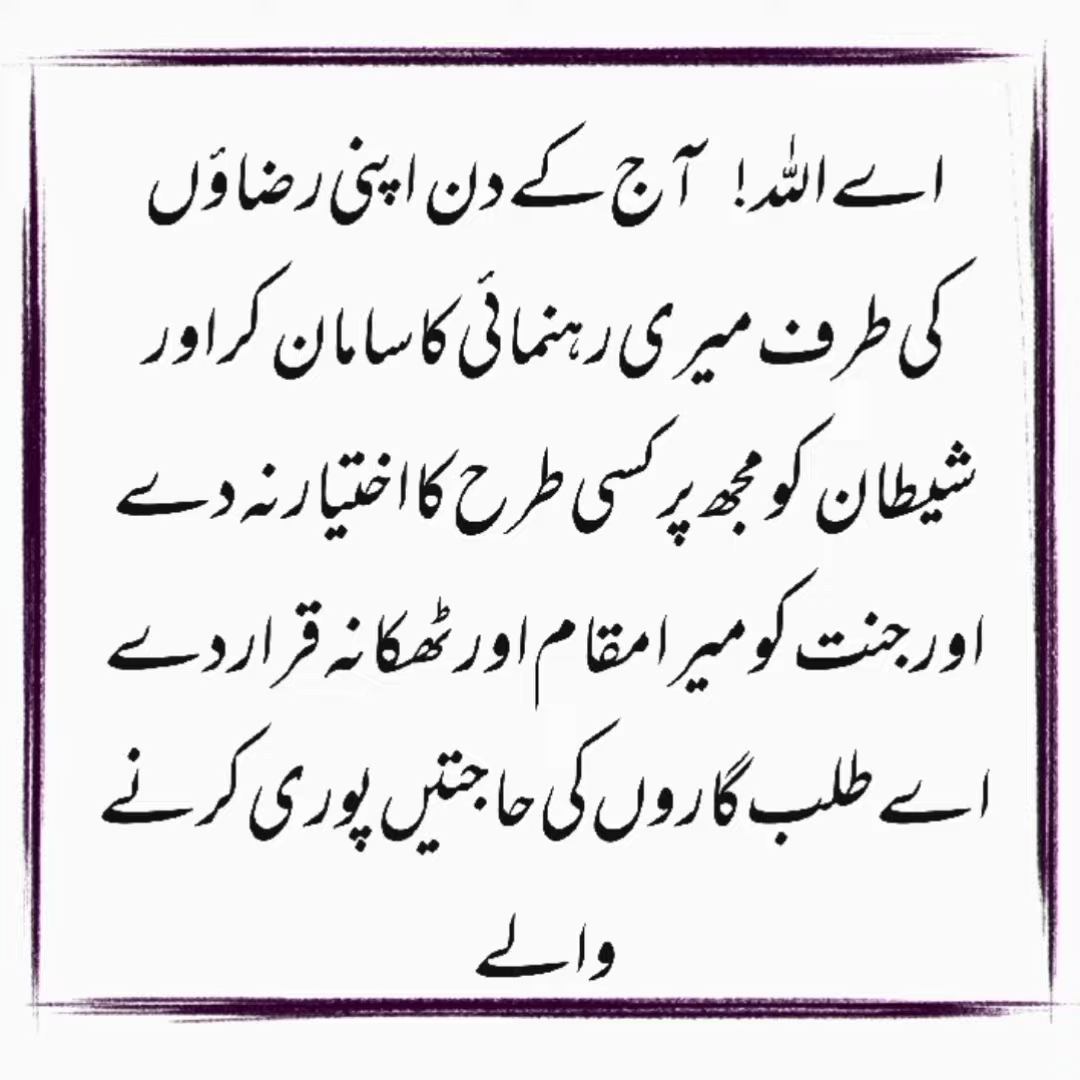 اے اللہ! آج کے دن اپنی رضاؤں
کی طرف میری رہنمائی کا سامان کر اور
شیطان کو مجھ پر کسی طرح کا اختیار نہ دے
اور جنت کو میرا مقام اور ٹھکانہ قرار دے
اے طلب گاروں کی حاجتیں پوری کرنے
والے